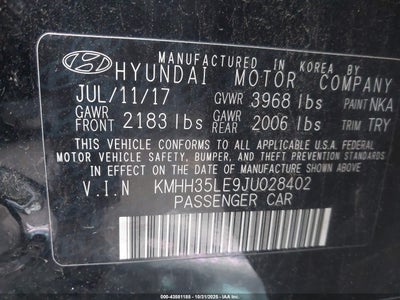 MANUFACTURED IN KOREA BY
HYUNDAI MOTOR COMPANY
JUL/11/17 GVWR 3968 lbs PAINT NKA
GAWR FRONT 2183 lbs GAWR REAR 2006 lbs TRIM TRY
THIS VEHICLE CONFORMS TO ALL APPLICABLE U.S. FEDERAL
MOTOR VEHICLE SAFETY, BUMPER, AND THEFT PREVENTION STANDARDS
IN EFFECT ON THE DATE OF MANUFACTURE SHOWN ABOVE.
V.I.N KMHH35LE9JU028402
PASSENGER CAR
000-43581188 - 10/31/2025 - IAA Inc.